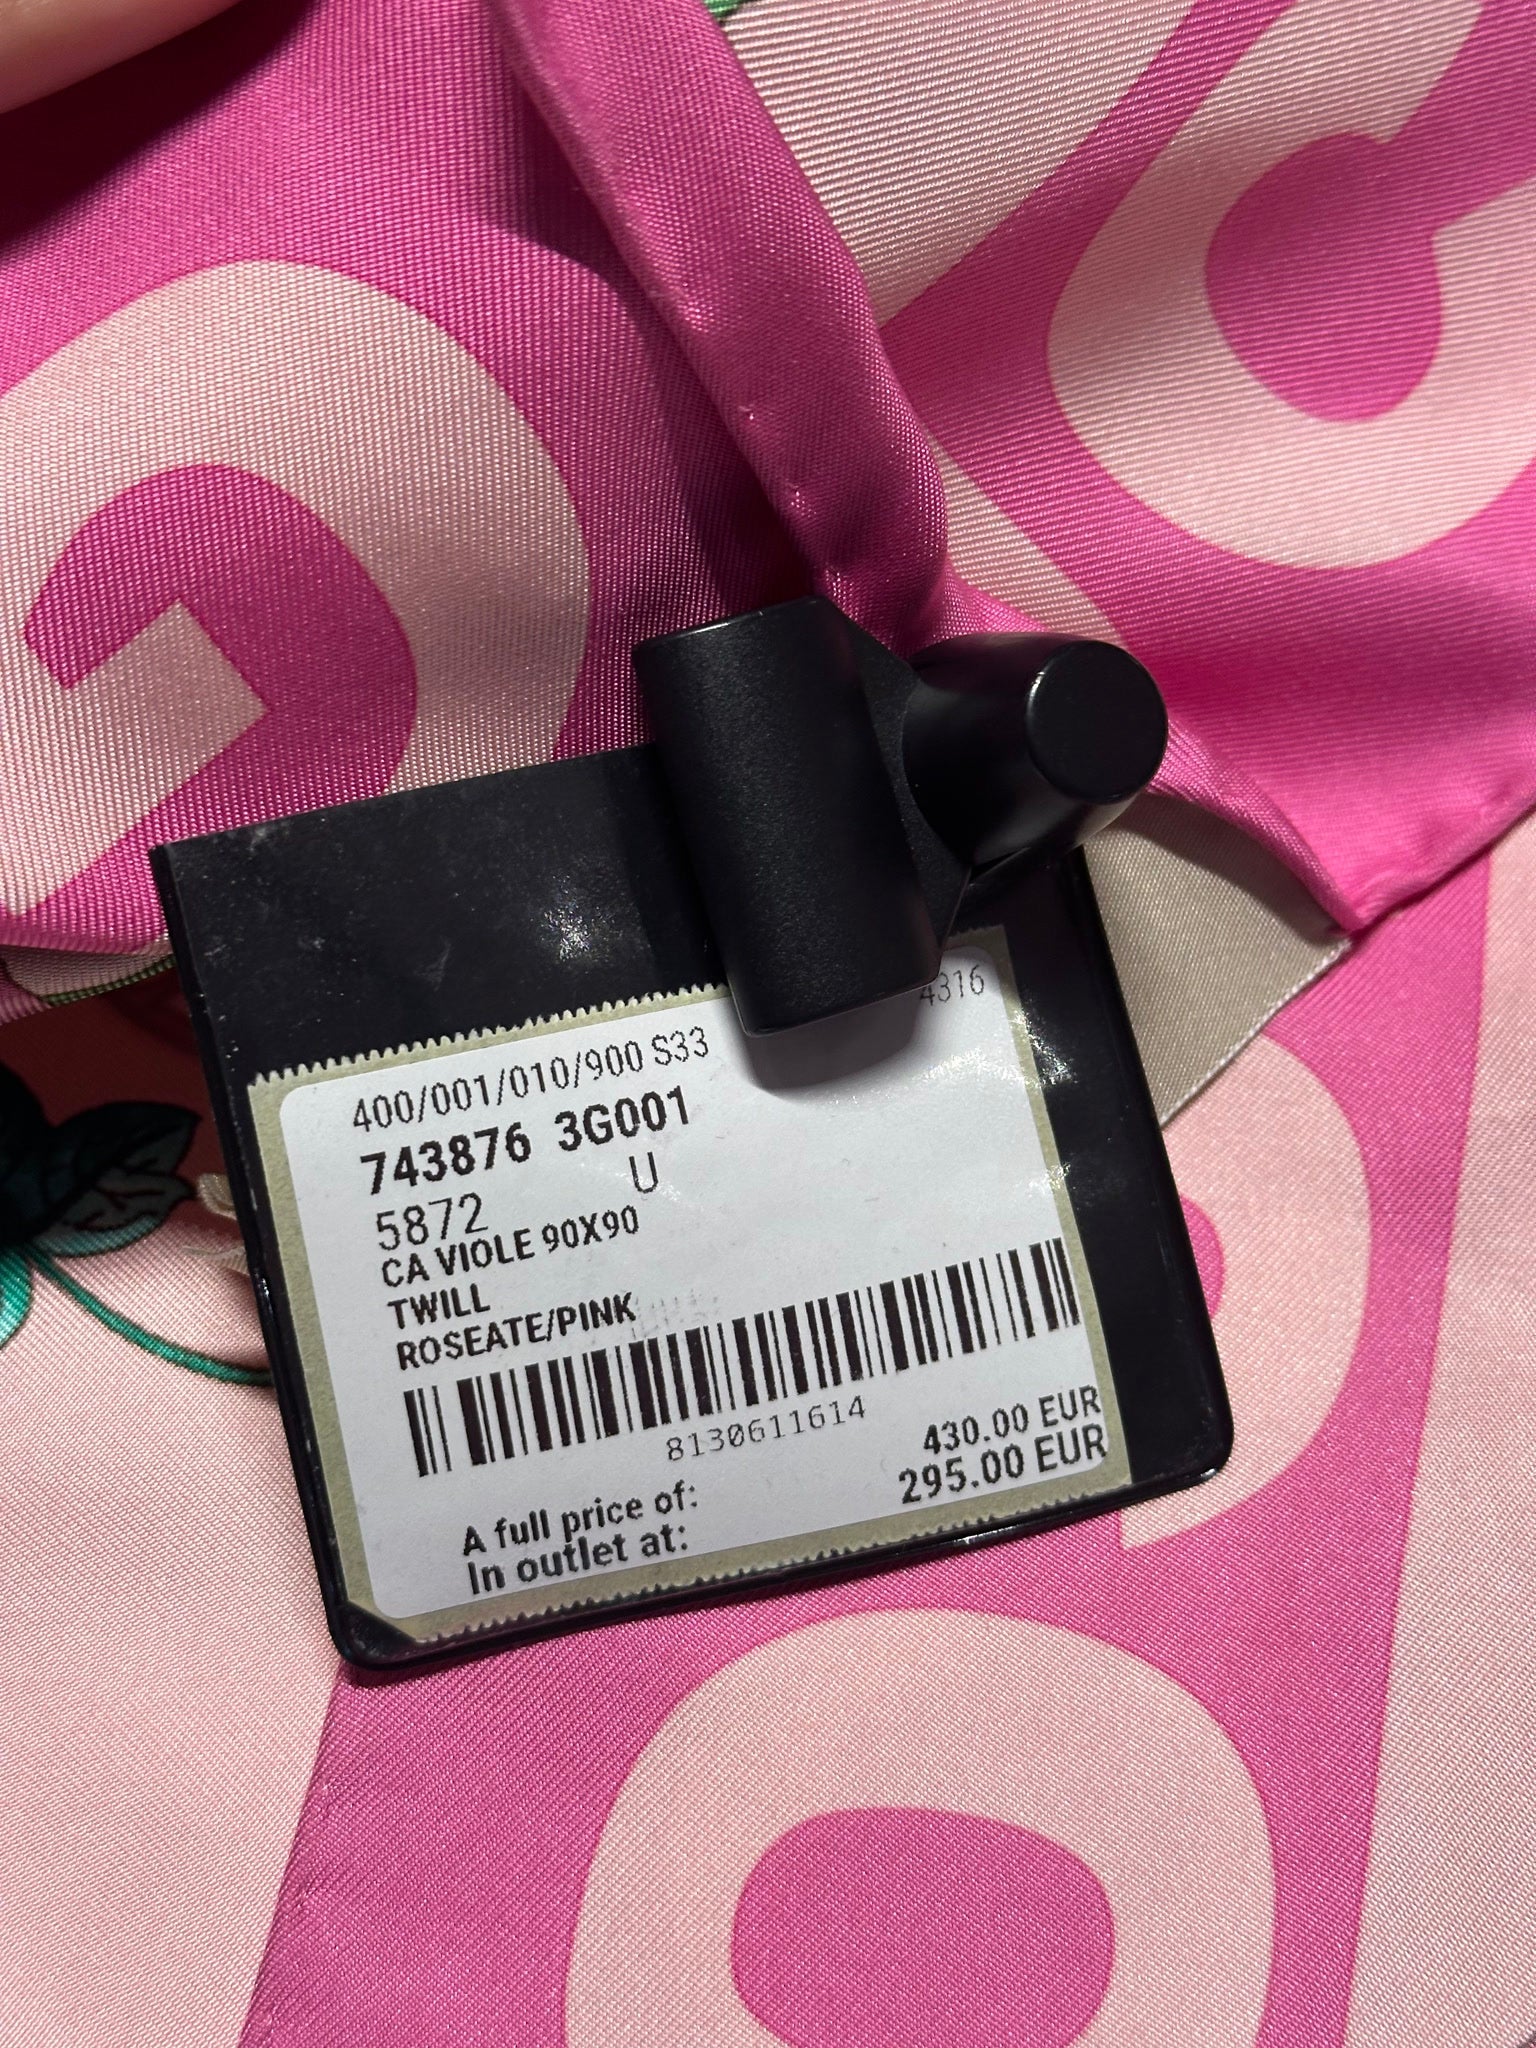 4316
400/001/010/900 S33
743876 3G001
5872 U
CA VIOLE 90X90
TWILL
ROSEATE/PINK
8130611614
A full price of: 430.00 EUR
In outlet at: 295.00 EUR